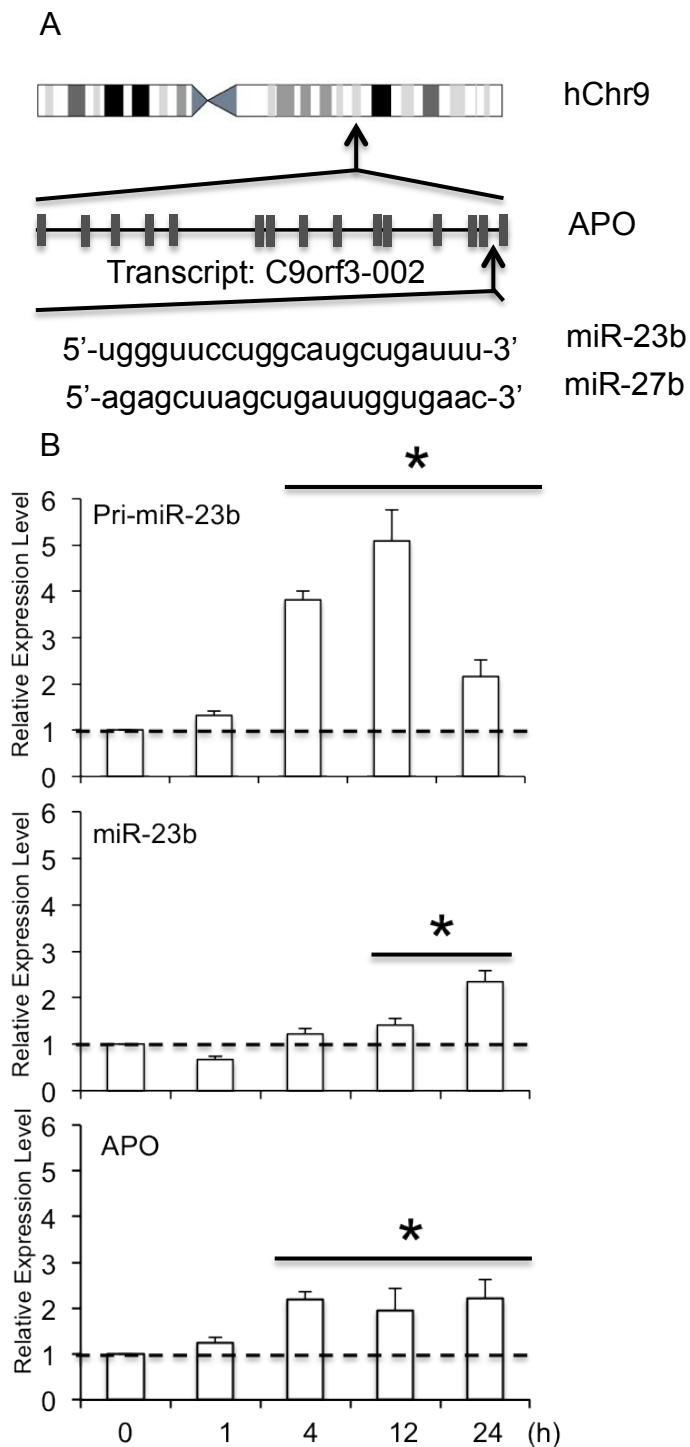 A
hChr9
APO
Transcript: C9orf3-002
5’-uggguuccuggcaugcugauuu-3’ miR-23b
5’-agagcuuagcugauuggugaac-3’ miR-27b
B
*
Relative Expression Level
Pri-miR-23b
6
5
4
3
2
1
0
*
Relative Expression Level
miR-23b
6
5
4
3
2
1
0
*
Relative Expression Level
APO
6
5
4
3
2
1
0
0 1 4 12 24 (h)